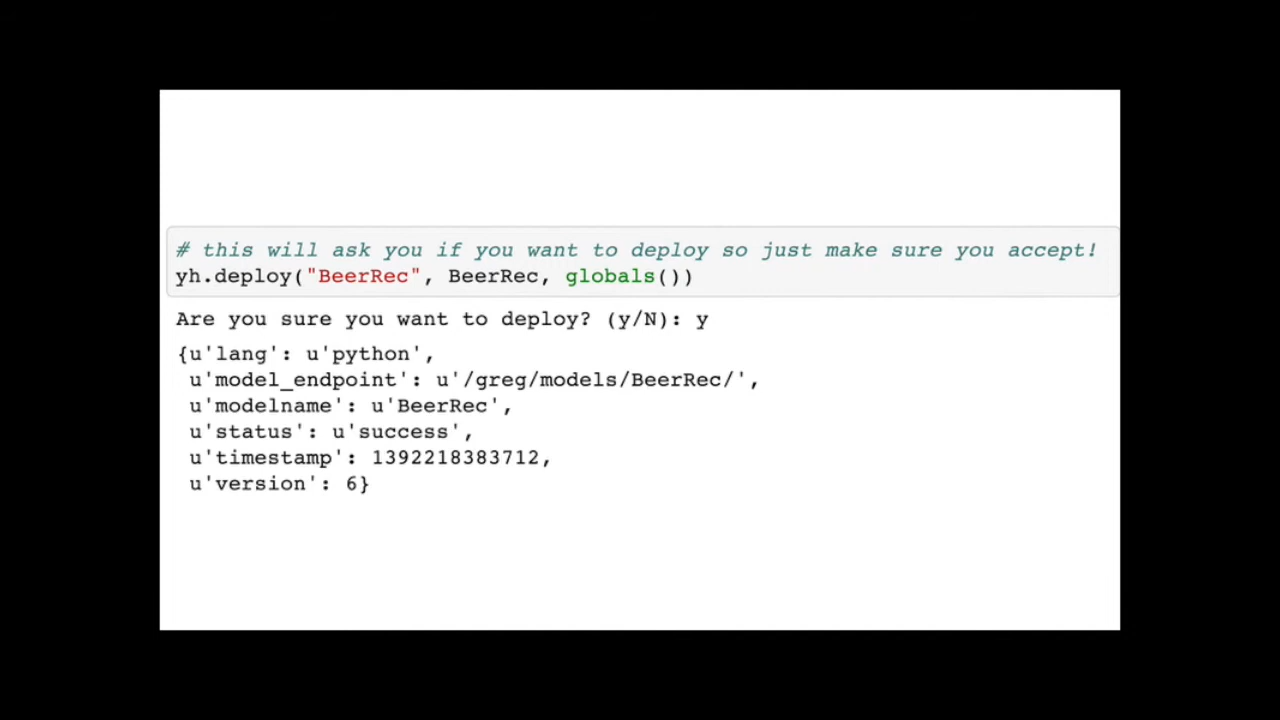 # this will ask you if you want to deploy so just make sure you accept!
yh.deploy("BeerRec", BeerRec, globals())
Are you sure you want to deploy? (y/N): y
{u'lang': u'python',
 u'model_endpoint': u'/greg/models/BeerRec/',
 u'modelname': u'BeerRec',
 u'status': u'success',
 u'timestamp': 1392218383712,
 u'version': 6}